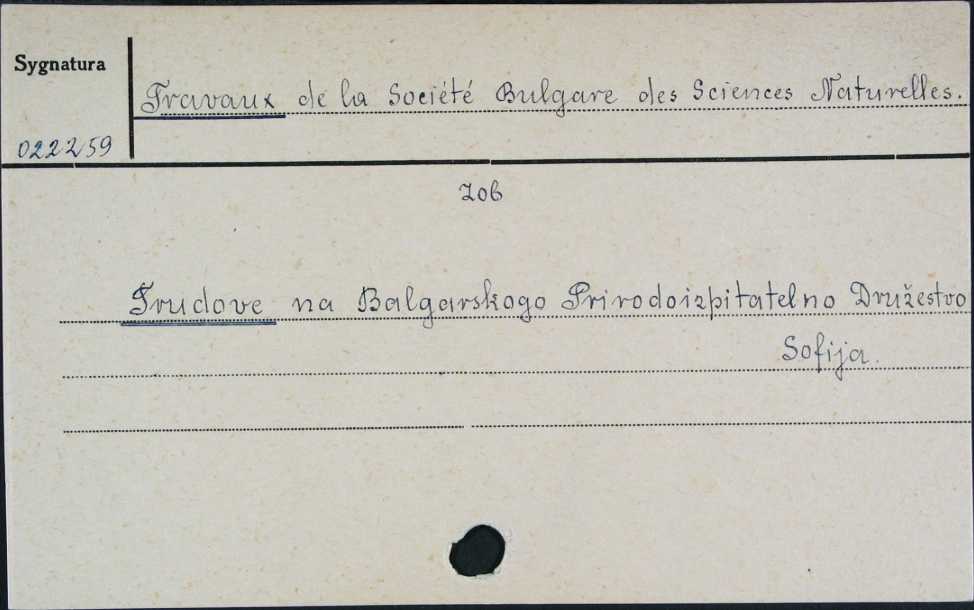 Sygnatura
Travaux de la Société Bulgare des Sciences Naturelles.
022259
zob
Trudove na Balgarskogo Prirodoizpitatelno Družestvo
Sofija.